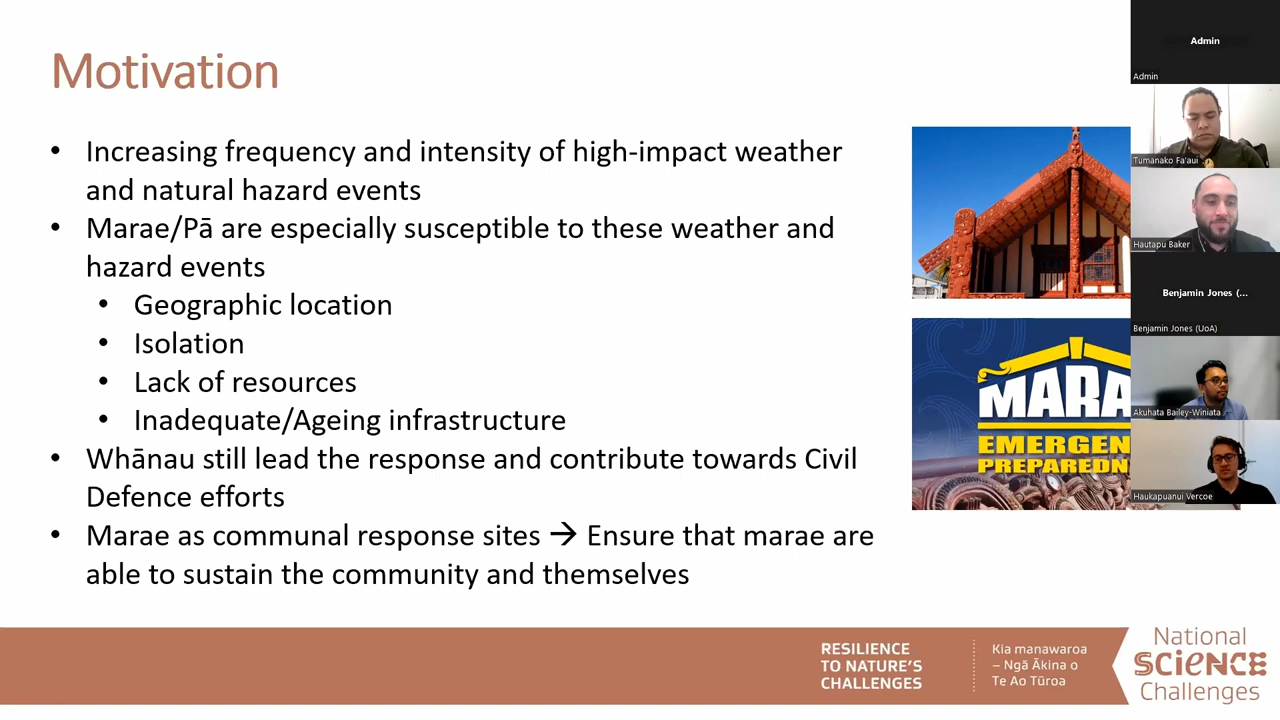 Motivation
• Increasing frequency and intensity of high-impact weather
and natural hazard events
• Marae/Pā are especially susceptible to these weather and
hazard events
• Geographic location
• Isolation
• Lack of resources
• Inadequate/Ageing infrastructure
• Whānau still lead the response and contribute towards Civil
Defence efforts
• Marae as communal response sites → Ensure that marae are
able to sustain the community and themselves
MARA
EMERGEN
PREPAREDN
Admin
Admin
Tumanako Fa'aui
Hautapu Baker
Benjamin Jones (...
Benjamin Jones (UoA)
Akuhata Bailey-Winiata
Haukapuanui Vercoe
RESILIENCE
TO NATURE'S
CHALLENGES
Kia manawaroa
– Ngā Ākina o
Te Ao Tūroa
National
SCIENCE
Challenges